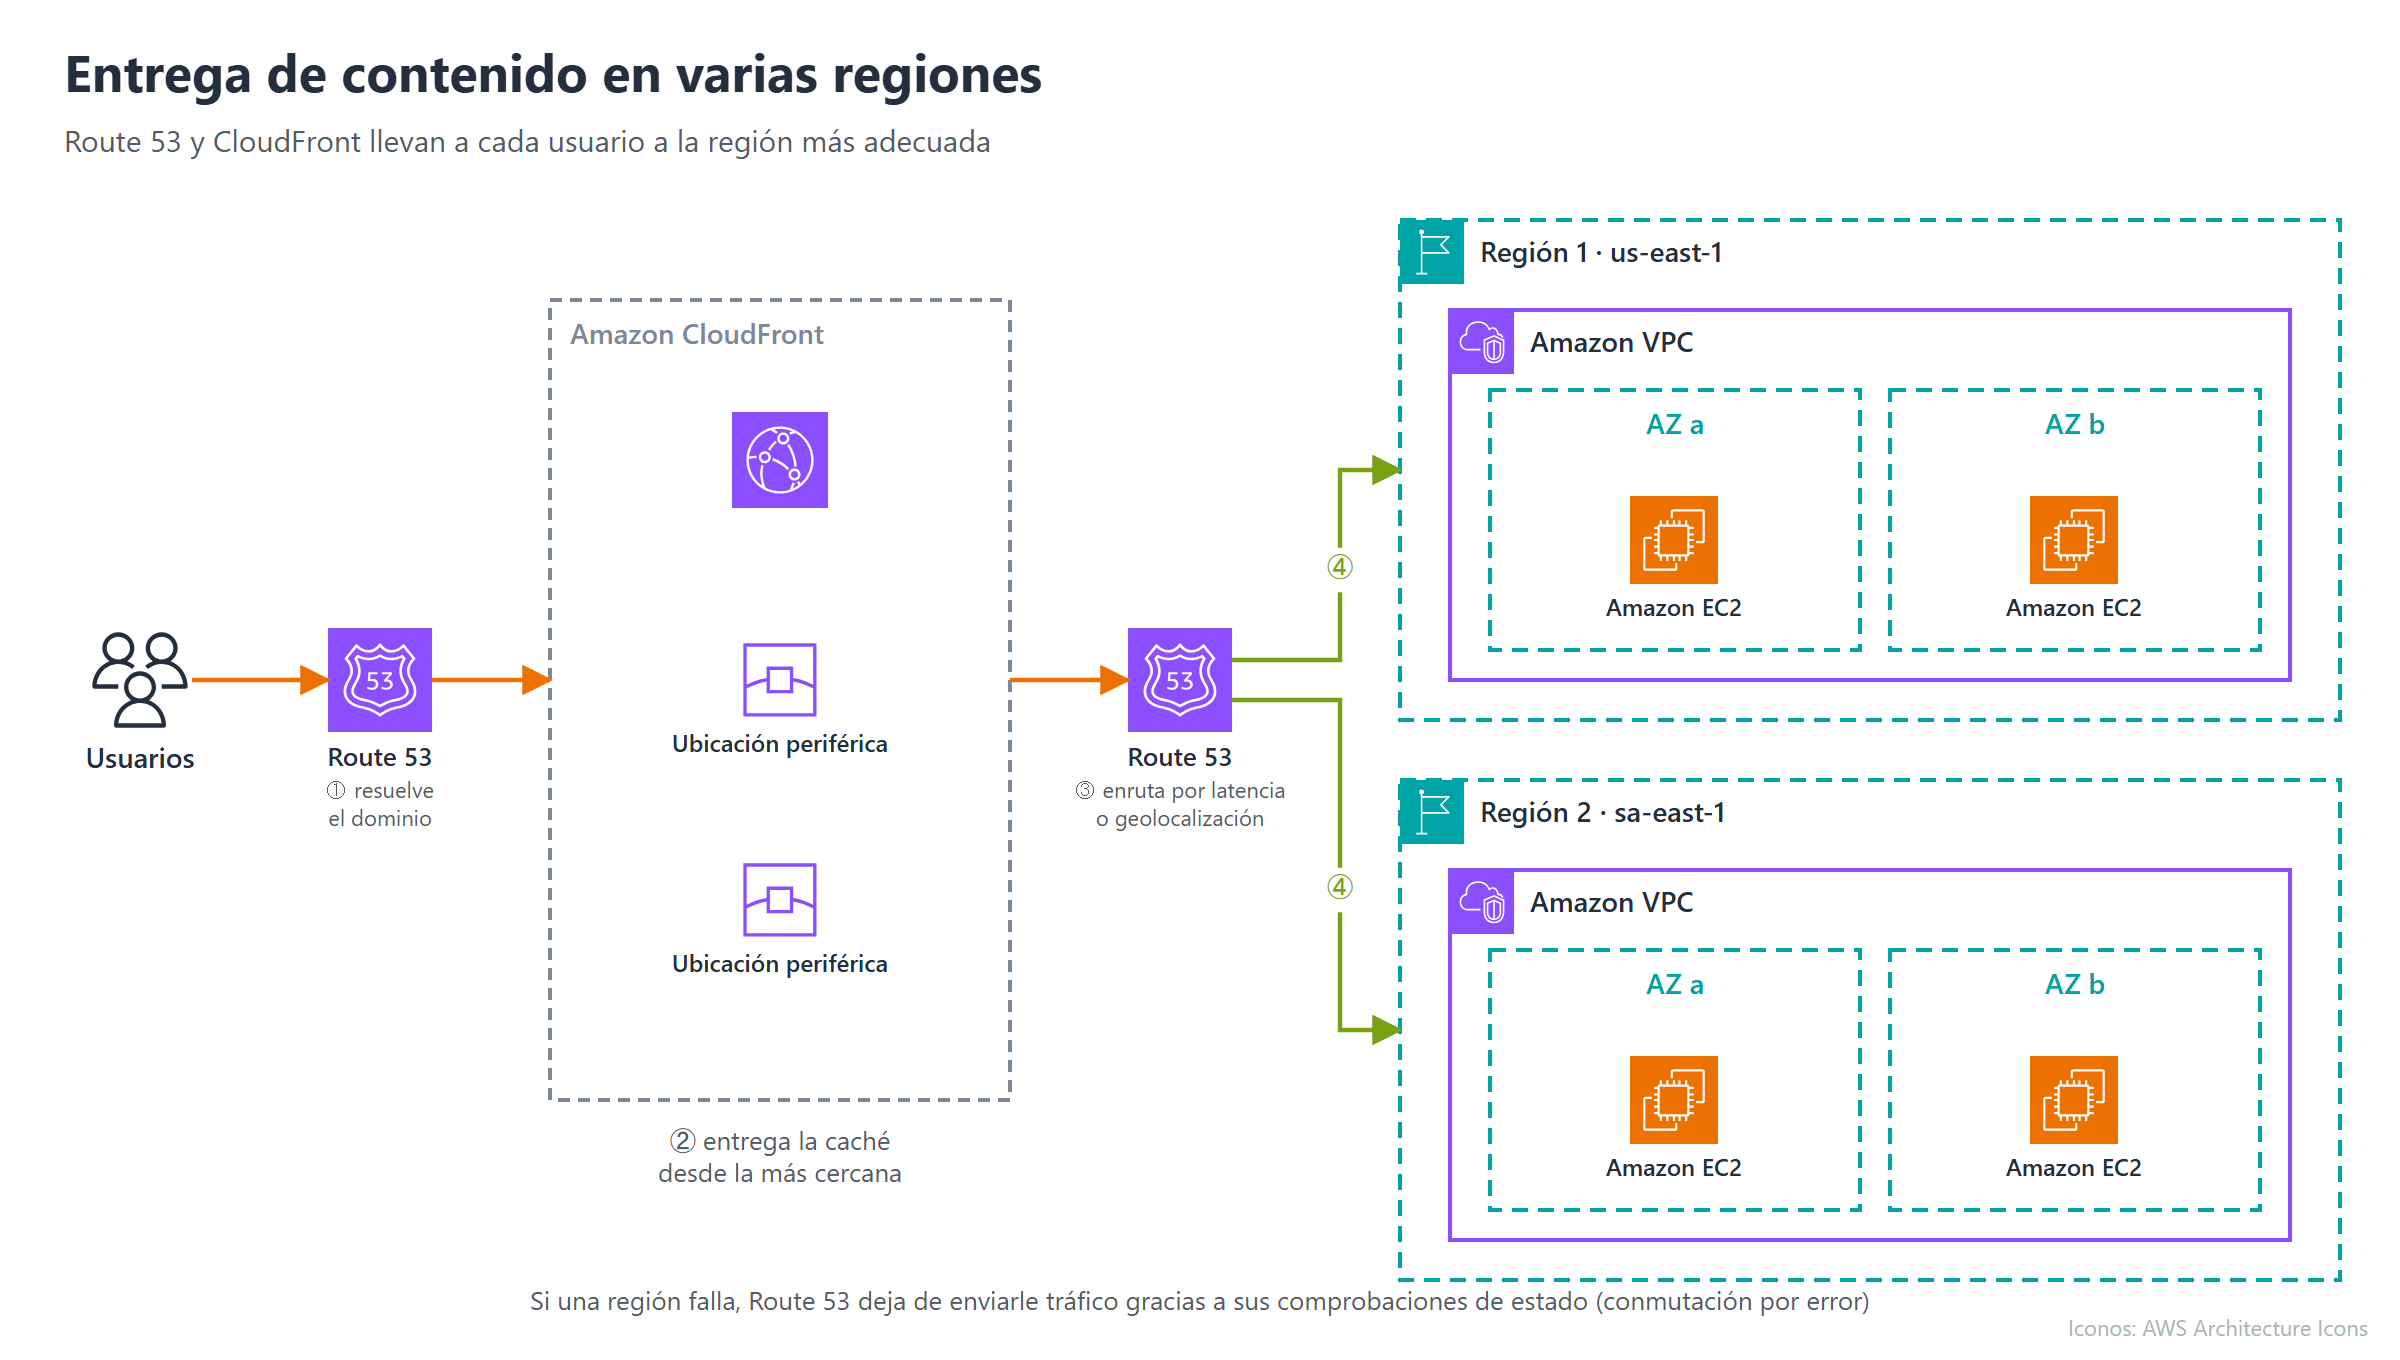 Entrega de contenido en varias regiones
Route 53 y CloudFront llevan a cada usuario a la región más adecuada
Usuarios
53
Route 53
① resuelve
el dominio
Amazon CloudFront
Ubicación periférica
Ubicación periférica
② entrega la caché
desde la más cercana
53
Route 53
③ enruta por latencia
o geolocalización
④
④
Región 1 · us-east-1
Amazon VPC
AZ a
Amazon EC2
AZ b
Amazon EC2
Región 2 · sa-east-1
Amazon VPC
AZ a
Amazon EC2
AZ b
Amazon EC2
Si una región falla, Route 53 deja de enviarle tráfico gracias a sus comprobaciones de estado (conmutación por error)
Iconos: AWS Architecture Icons